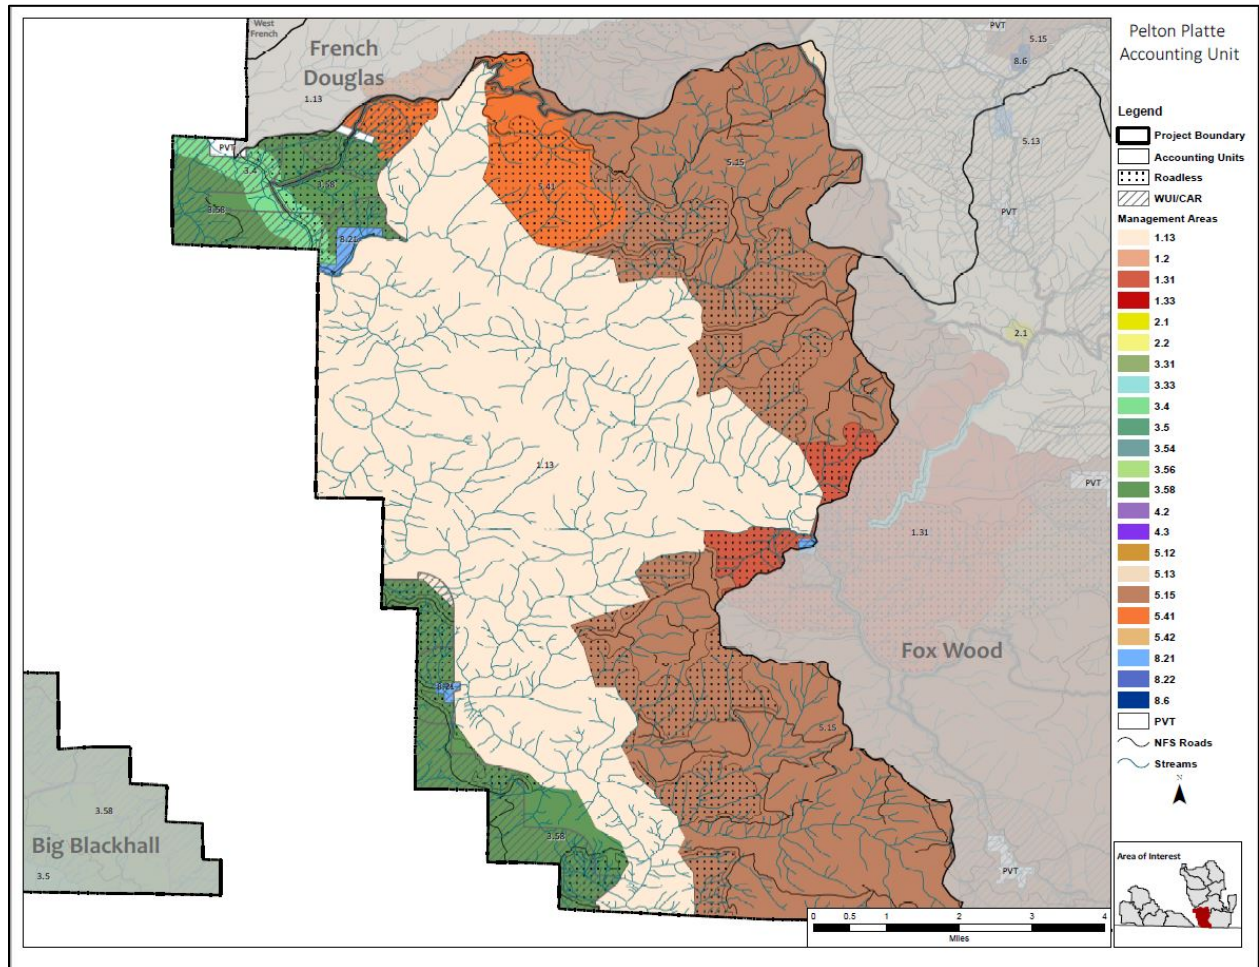 Pelton Platte
Accounting Unit
Legend
Project Boundary
Accounting Units
Roadless
WUI/CAR
Management Areas
1.13
1.2
1.31
1.33
2.1
2.2
3.31
3.33
3.4
3.5
3.54
3.56
3.58
4.2
4.3
5.12
5.13
5.15
5.41
5.42
8.21
8.22
8.6
PVT
NFS Roads
Streams
N
Area of Interest
West
French
French
Douglas
1.13
PVT
5.15
8.6
5.13
PVT
PVT
3.4
3.58
3.58
8.21
5.41
5.15
2.1
PVT
1.13
1.31
Fox Wood
8.21
5.15
3.58
PVT
3.58
Big Blackhall
3.5
0 0.5 1 2 3 4
Miles